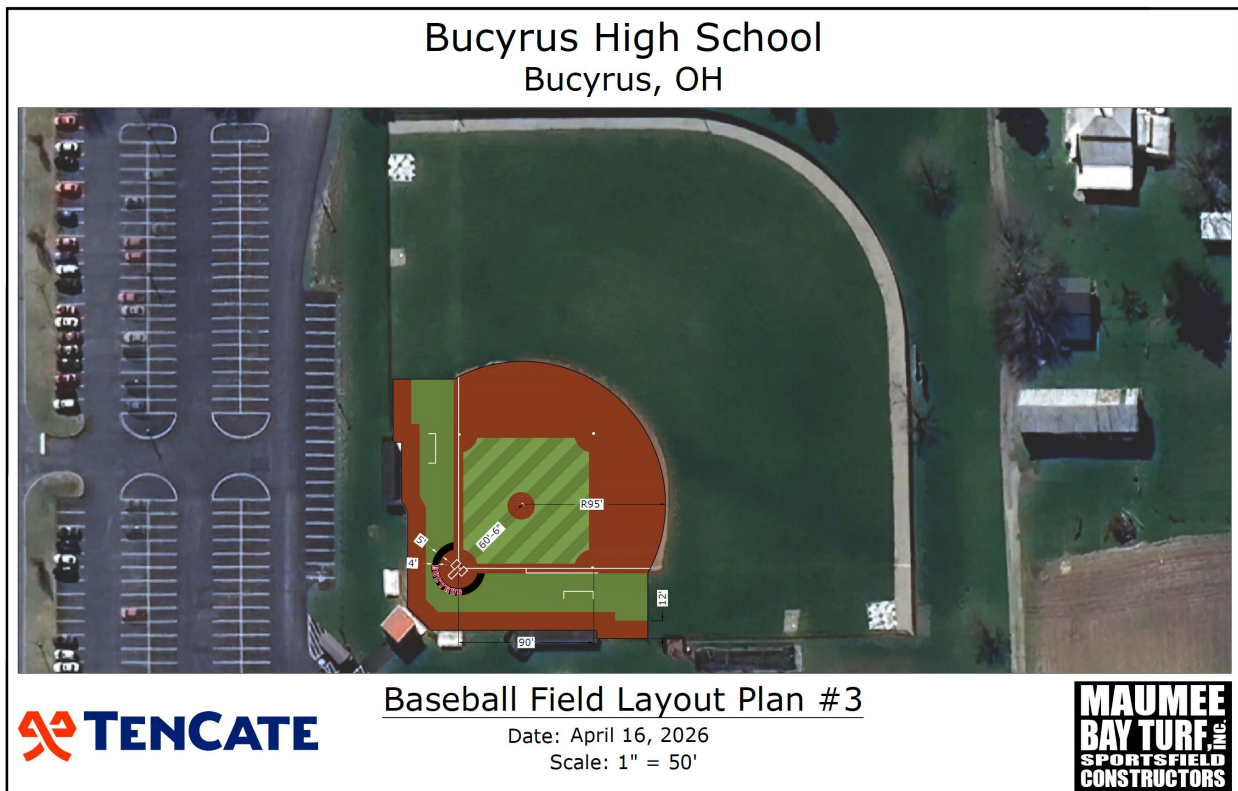 Bucyrus High School
Bucyrus, OH
R95'
60'-6"
5'
4'
BUCYRUS
12'
90'
TENCATE
Baseball Field Layout Plan #3
Date: April 16, 2026
Scale: 1" = 50'
MAUMEE
BAY TURF, INC.
SPORTSFIELD
CONSTRUCTORS